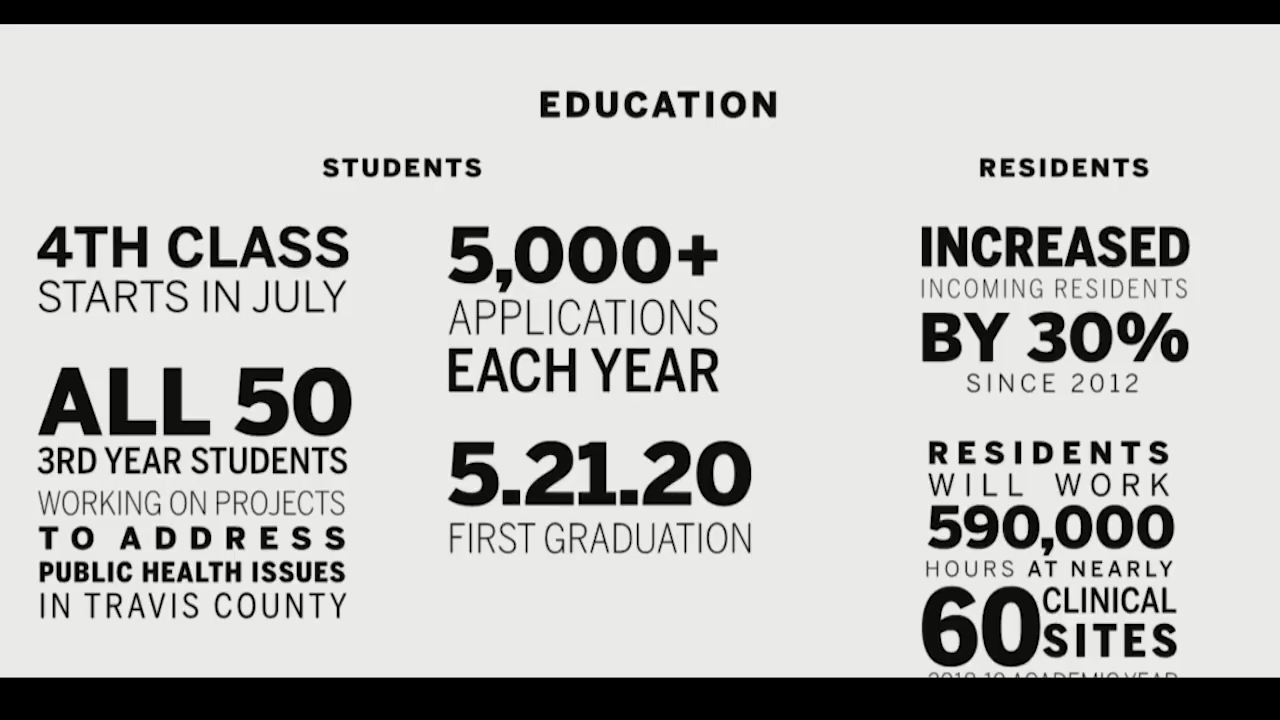 EDUCATION
STUDENTS
4TH CLASS
STARTS IN JULY
ALL 50
3RD YEAR STUDENTS
WORKING ON PROJECTS
TO ADDRESS
PUBLIC HEALTH ISSUES
IN TRAVIS COUNTY
5,000+
APPLICATIONS
EACH YEAR
5.21.20
FIRST GRADUATION
RESIDENTS
INCREASED
INCOMING RESIDENTS
BY 30%
SINCE 2012
RESIDENTS
WILL WORK
590,000
HOURS AT NEARLY
60 CLINICAL
SITES
ACADEMIC YEAR